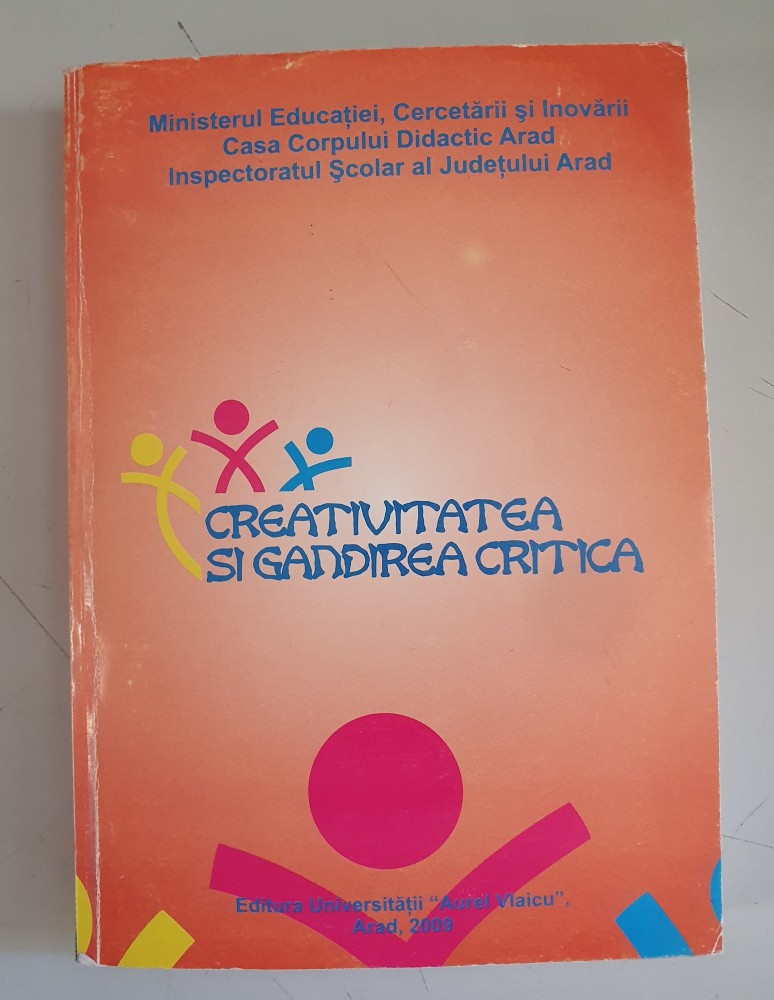 Ministerul Educaţiei, Cercetării şi Inovării
Casa Corpului Didactic Arad
Inspectoratul Şcolar al Judeţului Arad
CREATIVITATEA
SI GANDIREA CRITICA
Editura Universităţii "Aurel Vlaicu",
Arad, 2009